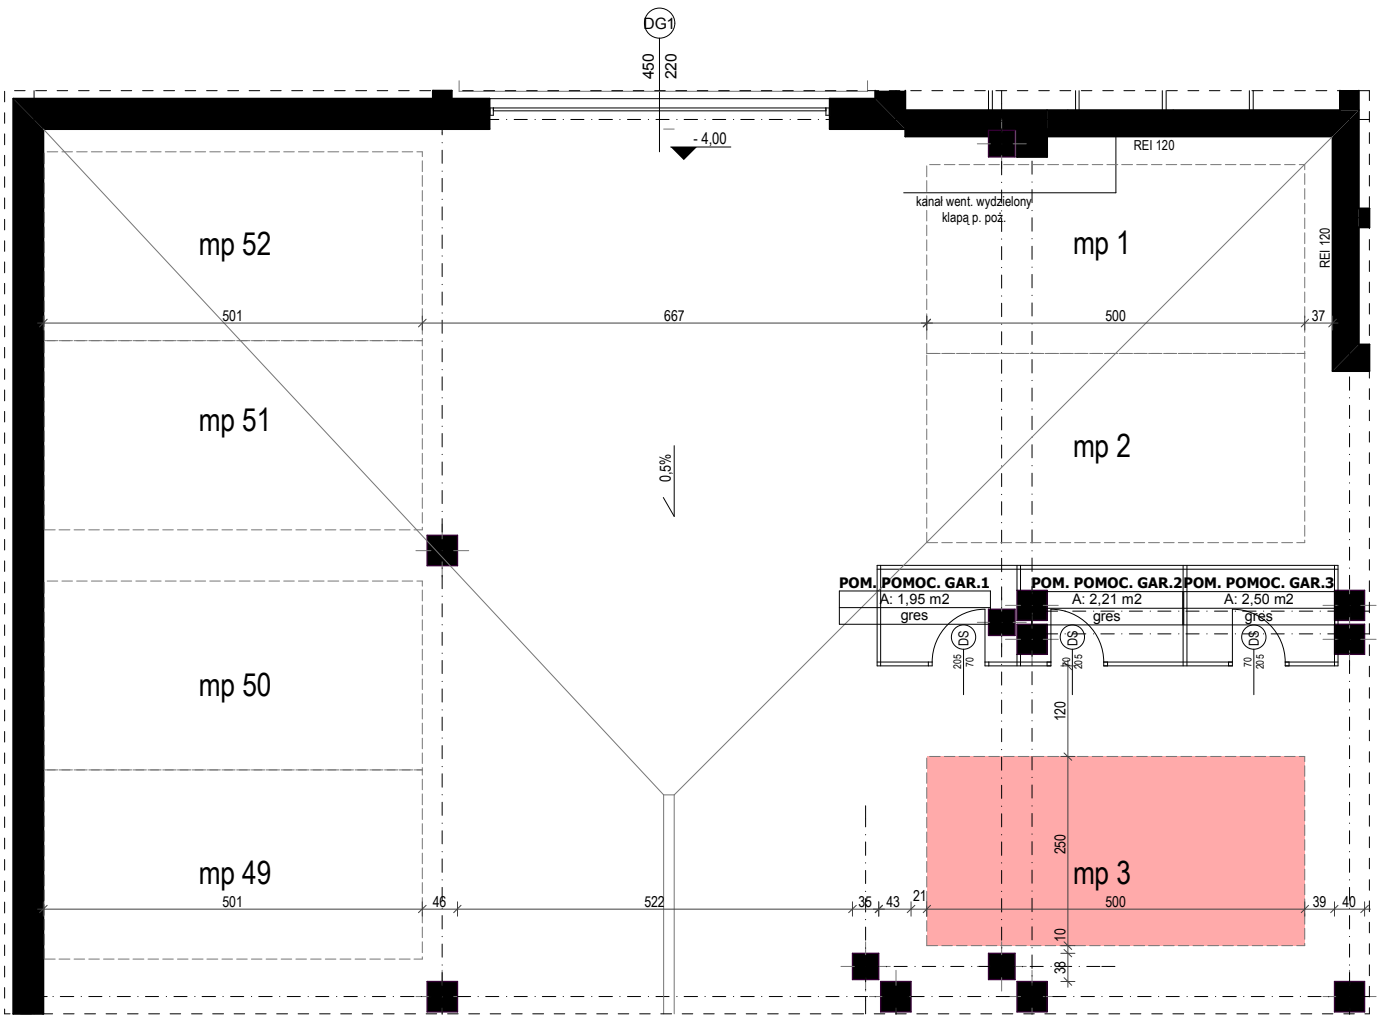 DG1
450
220
- 4,00
REI 120
kanał went. wydzielony
klapą p. poż.
mp 52
mp 1
REI 120
501
667
500
37
mp 51
mp 2
0,5%
POM. POMOC. GAR.1
A: 1,95 m2
gres
POM. POMOC. GAR.2
A: 2,21 m2
gres
POM. POMOC. GAR.3
A: 2,50 m2
gres
DS
205
70
DS
70
205
DS
70
205
mp 50
120
250
mp 49
mp 3
501
46
522
35
43
21
500
39
40
10
38